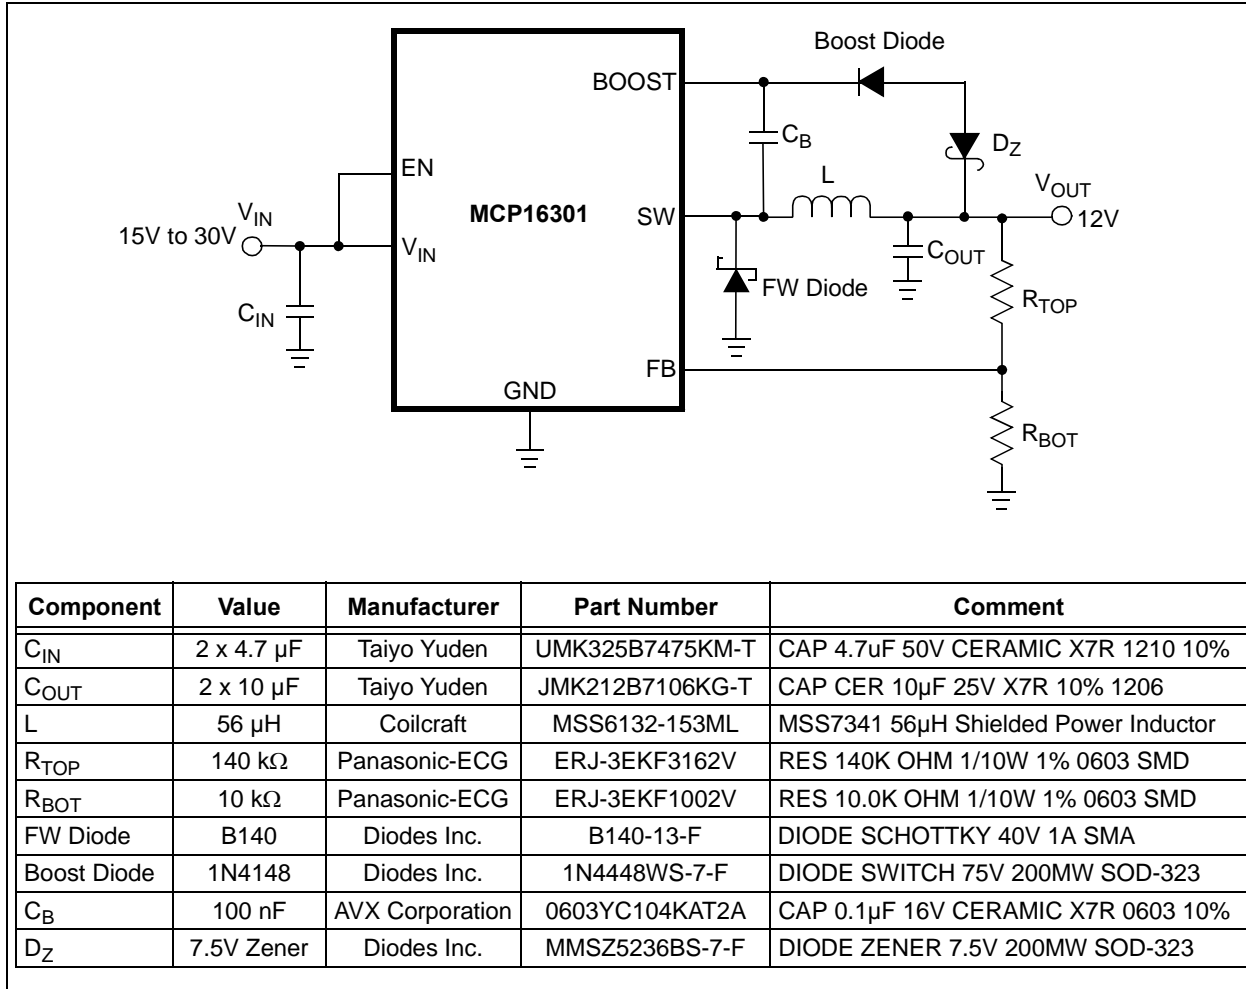 Boost Diode
BOOST
C_B
D_Z
EN
L
V_OUT
V_IN
MCP16301
SW
15V to 30V
12V
V_IN
C_OUT
FW Diode
R_TOP
C_IN
FB
GND
R_BOT
Component Value Manufacturer Part Number Comment
C_IN 2 x 4.7 µF Taiyo Yuden UMK325B7475KM-T CAP 4.7uF 50V CERAMIC X7R 1210 10%
C_OUT 2 x 10 µF Taiyo Yuden JMK212B7106KG-T CAP CER 10µF 25V X7R 10% 1206
L 56 µH Coilcraft MSS6132-153ML MSS7341 56µH Shielded Power Inductor
R_TOP 140 kΩ Panasonic-ECG ERJ-3EKF3162V RES 140K OHM 1/10W 1% 0603 SMD
R_BOT 10 kΩ Panasonic-ECG ERJ-3EKF1002V RES 10.0K OHM 1/10W 1% 0603 SMD
FW Diode B140 Diodes Inc. B140-13-F DIODE SCHOTTKY 40V 1A SMA
Boost Diode 1N4148 Diodes Inc. 1N4448WS-7-F DIODE SWITCH 75V 200MW SOD-323
C_B 100 nF AVX Corporation 0603YC104KAT2A CAP 0.1µF 16V CERAMIC X7R 0603 10%
D_Z 7.5V Zener Diodes Inc. MMSZ5236BS-7-F DIODE ZENER 7.5V 200MW SOD-323